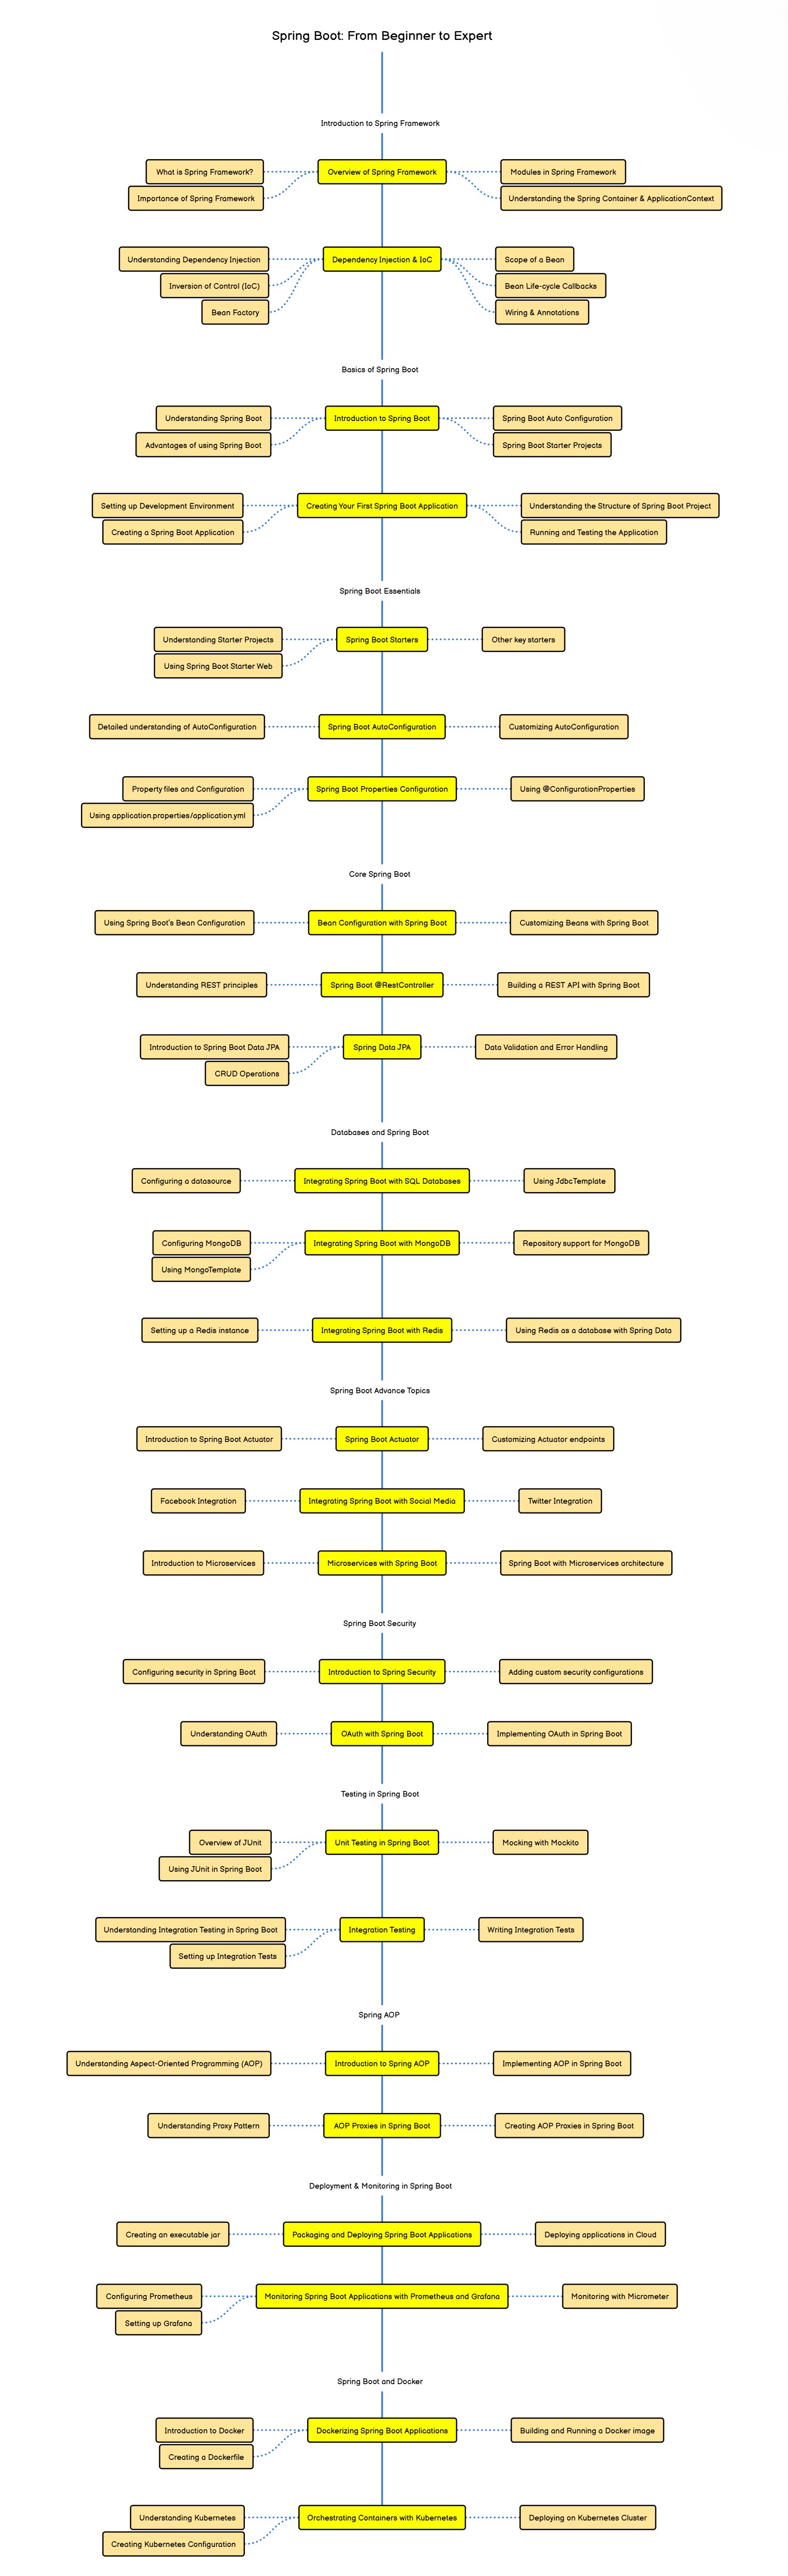 Spring Boot: From Beginner to Expert
Introduction to Spring Framework
What is Spring Framework?
Importance of Spring Framework
Overview of Spring Framework
Modules in Spring Framework
Understanding the Spring Container & ApplicationContext
Understanding Dependency Injection
Inversion of Control (IoC)
Bean Factory
Dependency Injection & IoC
Scope of a Bean
Bean Life-cycle Callbacks
Wiring & Annotations
Basics of Spring Boot
Understanding Spring Boot
Advantages of using Spring Boot
Introduction to Spring Boot
Spring Boot Auto Configuration
Spring Boot Starter Projects
Setting up Development Environment
Creating a Spring Boot Application
Creating Your First Spring Boot Application
Understanding the Structure of Spring Boot Project
Running and Testing the Application
Spring Boot Essentials
Understanding Starter Projects
Using Spring Boot Starter Web
Spring Boot Starters
Other key starters
Detailed understanding of AutoConfiguration
Spring Boot AutoConfiguration
Customizing AutoConfiguration
Property files and Configuration
Using application.properties/application.yml
Spring Boot Properties Configuration
Using @ConfigurationProperties
Core Spring Boot
Using Spring Boot's Bean Configuration
Bean Configuration with Spring Boot
Customizing Beans with Spring Boot
Understanding REST principles
Spring Boot @RestController
Building a REST API with Spring Boot
Introduction to Spring Boot Data JPA
CRUD Operations
Spring Data JPA
Data Validation and Error Handling
Databases and Spring Boot
Configuring a datasource
Integrating Spring Boot with SQL Databases
Using JdbcTemplate
Configuring MongoDB
Using MongoTemplate
Integrating Spring Boot with MongoDB
Repository support for MongoDB
Setting up a Redis instance
Integrating Spring Boot with Redis
Using Redis as a database with Spring Data
Spring Boot Advance Topics
Introduction to Spring Boot Actuator
Spring Boot Actuator
Customizing Actuator endpoints
Facebook Integration
Integrating Spring Boot with Social Media
Twitter Integration
Introduction to Microservices
Microservices with Spring Boot
Spring Boot with Microservices architecture
Spring Boot Security
Configuring security in Spring Boot
Introduction to Spring Security
Adding custom security configurations
Understanding OAuth
OAuth with Spring Boot
Implementing OAuth in Spring Boot
Testing in Spring Boot
Overview of JUnit
Using JUnit in Spring Boot
Unit Testing in Spring Boot
Mocking with Mockito
Understanding Integration Testing in Spring Boot
Setting up Integration Tests
Integration Testing
Writing Integration Tests
Spring AOP
Understanding Aspect-Oriented Programming (AOP)
Introduction to Spring AOP
Implementing AOP in Spring Boot
Understanding Proxy Pattern
AOP Proxies in Spring Boot
Creating AOP Proxies in Spring Boot
Deployment & Monitoring in Spring Boot
Creating an executable jar
Packaging and Deploying Spring Boot Applications
Deploying applications in Cloud
Configuring Prometheus
Setting up Grafana
Monitoring Spring Boot Applications with Prometheus and Grafana
Monitoring with Micrometer
Spring Boot and Docker
Introduction to Docker
Creating a Dockerfile
Dockerizing Spring Boot Applications
Building and Running a Docker image
Understanding Kubernetes
Creating Kubernetes Configuration
Orchestrating Containers with Kubernetes
Deploying on Kubernetes Cluster